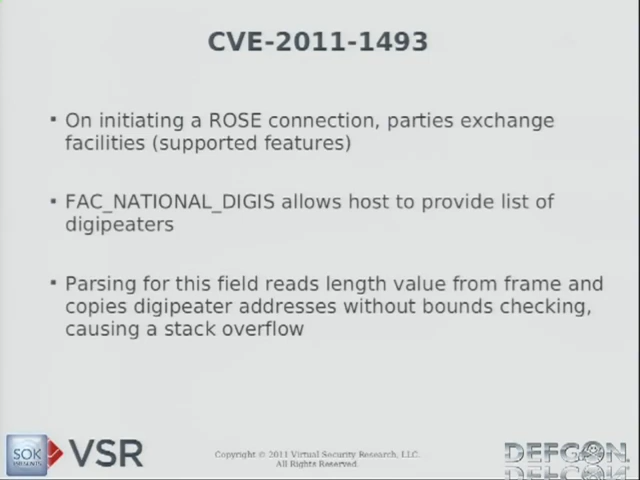 CVE-2011-1493
▪ On initiating a ROSE connection, parties exchange
facilities (supported features)
▪ FAC_NATIONAL_DIGIS allows host to provide list of
digipeaters
▪ Parsing for this field reads length value from frame and
copies digipeater addresses without bounds checking,
causing a stack overflow
SOK
PRESENTS
VSR
Copyright © 2011 Virtual Security Research, LLC.
All Rights Reserved.
DEFCON